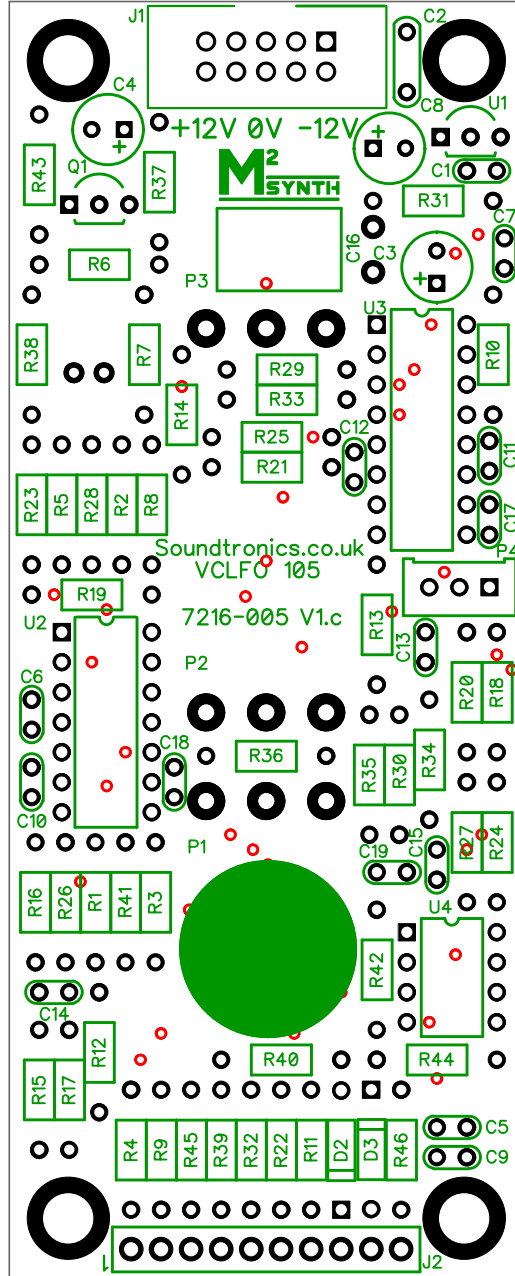 J1
C2
C4
C8
U1
+12V 0V -12V
+
+
Q1
M2
SYNTH
C1
R43
R37
R31
C7
C16
C3
R6
P3
+
U3
R38
R7
R10
R29
R14
R33
C12
R25
C11
R21
R23
R5
R28
R2
R8
C17
Soundtronics.co.uk
P4
VCLFO 105
R19
7216-005 V1.c
U2
R13
C13
P2
C6
R20
R18
C18
R36
R35
R30
R34
C10
P1
C15
R27
R24
C19
R16
R26
R1
R41
R3
U4
R42
C14
R12
R40
R44
R15
R17
R4
R9
R45
R39
R32
R22
R11
D2
D3
R46
C5
C9
1
J2